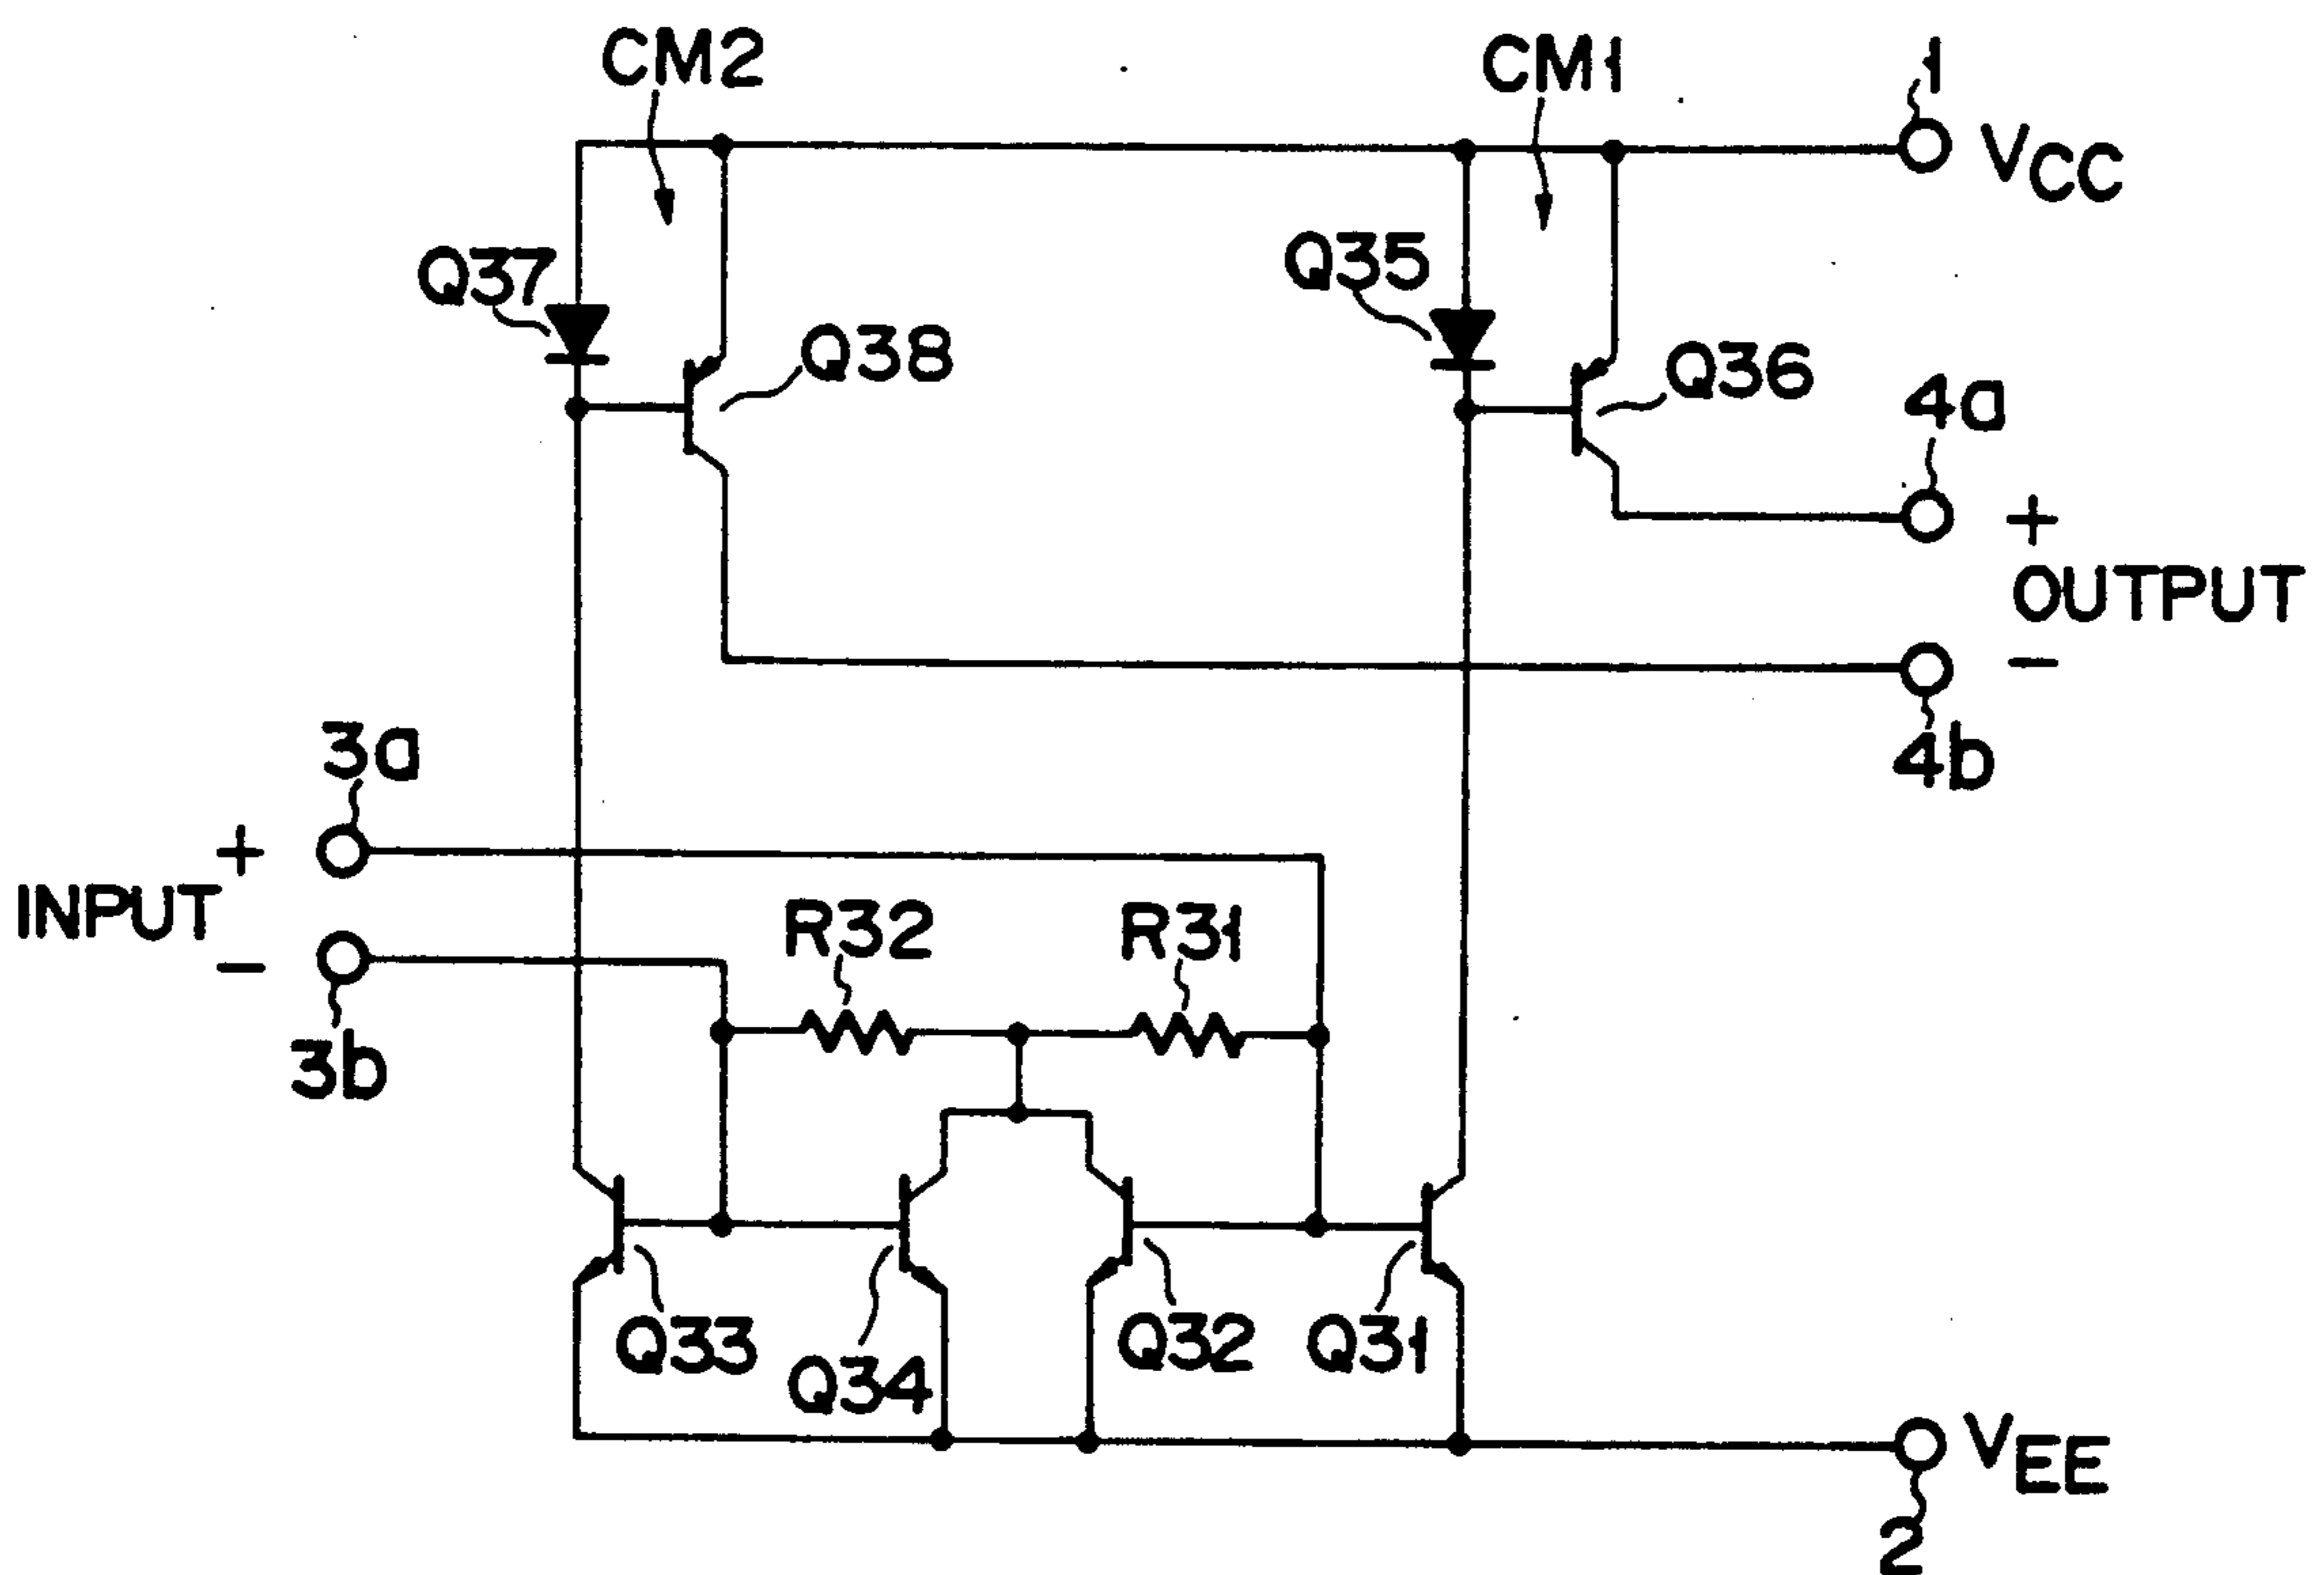 CM2
CM1
1
VCC
Q37
Q38
Q35
Q36
4a
+
OUTPUT
-
4b
3a
+
INPUT
-
3b
R32
R31
Q33
Q34
Q32
Q31
VEE
2